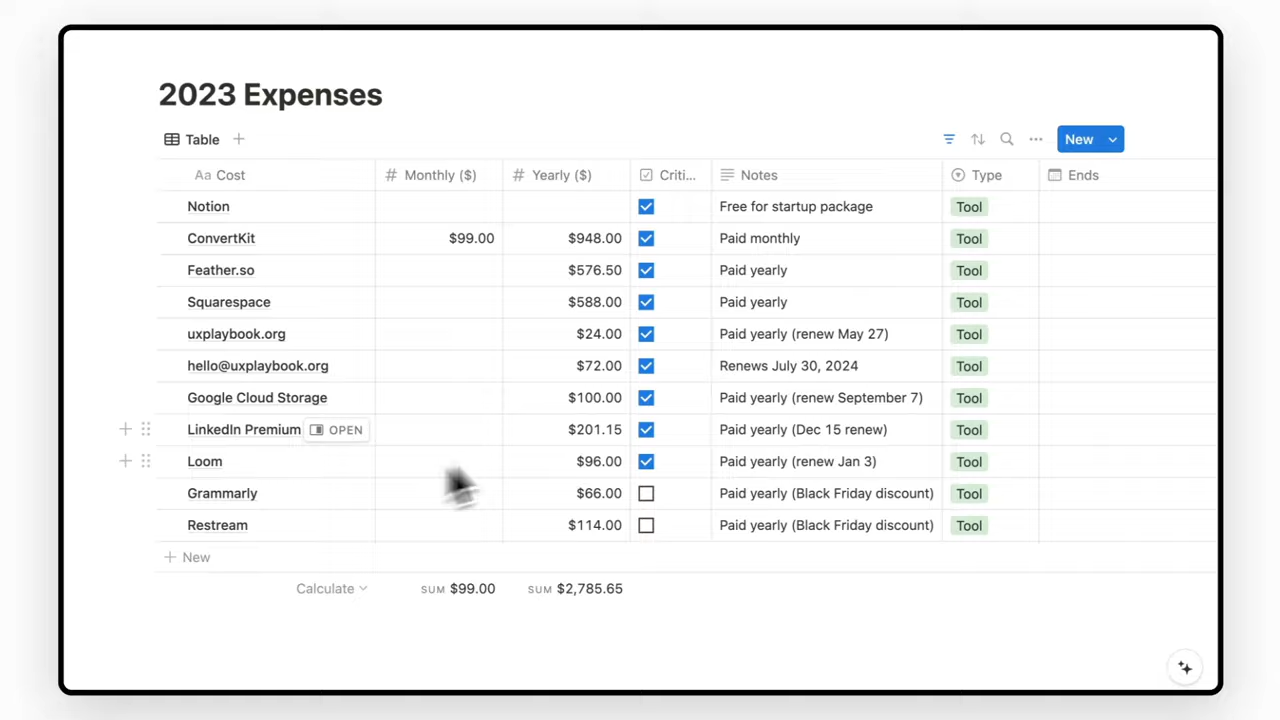 2023 Expenses
Table
New
Aa Cost # Monthly ($) # Yearly ($) Criti... Notes Type Ends
Notion Free for startup package Tool
ConvertKit $99.00 $948.00 Paid monthly Tool
Feather.so $576.50 Paid yearly Tool
Squarespace $588.00 Paid yearly Tool
uxplaybook.org $24.00 Paid yearly (renew May 27) Tool
hello@uxplaybook.org $72.00 Renews July 30, 2024 Tool
Google Cloud Storage $100.00 Paid yearly (renew September 7) Tool
LinkedIn Premium OPEN $201.15 Paid yearly (Dec 15 renew) Tool
Loom $96.00 Paid yearly (renew Jan 3) Tool
Grammarly $66.00 Paid yearly (Black Friday discount) Tool
Restream $114.00 Paid yearly (Black Friday discount) Tool
+ New
Calculate SUM $99.00 SUM $2,785.65